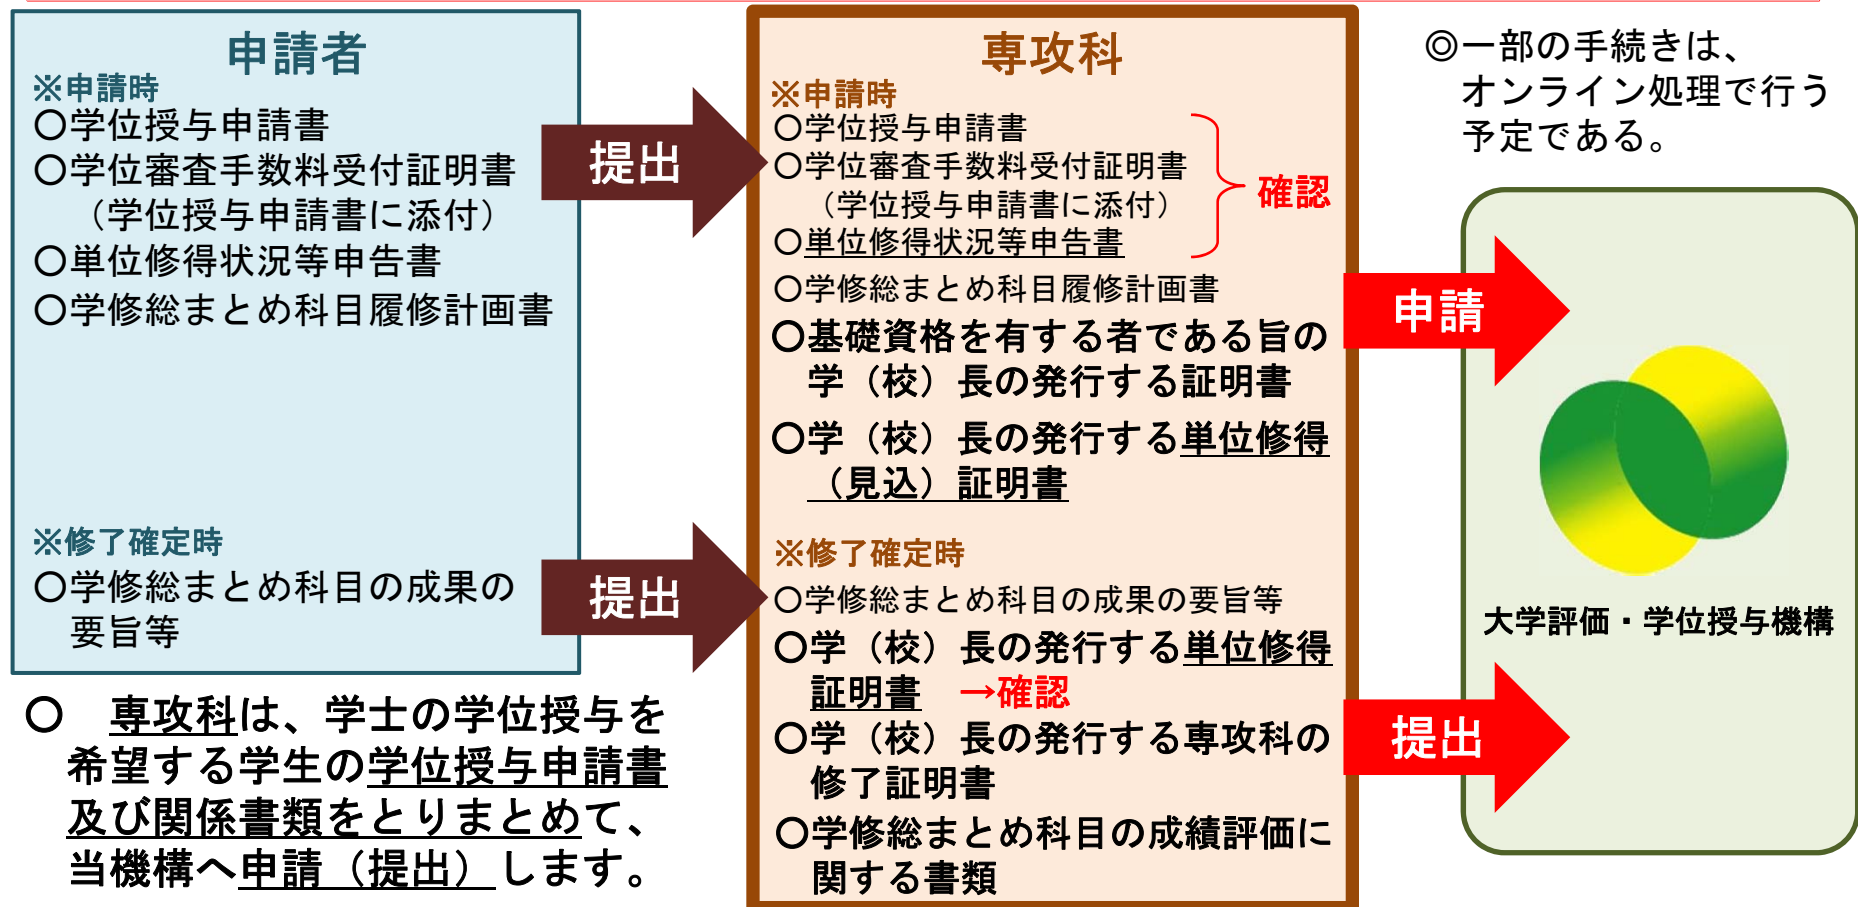 申請者
※申請時
〇学位授与申請書
〇学位審査手数料受付証明書
（学位授与申請書に添付）
〇単位修得状況等申告書
〇学修総まとめ科目履修計画書
※修了確定時
〇学修総まとめ科目の成果の
要旨等
提出
提出
専攻科
※申請時
〇学位授与申請書
〇学位審査手数料受付証明書
（学位授与申請書に添付）
〇単位修得状況等申告書
確認
〇学修総まとめ科目履修計画書
〇基礎資格を有する者である旨の
学（校）長の発行する証明書
〇学（校）長の発行する単位修得
（見込）証明書
※修了確定時
〇学修総まとめ科目の成果の要旨等
〇学（校）長の発行する単位修得
証明書　→確認
〇学（校）長の発行する専攻科の
修了証明書
〇学修総まとめ科目の成績評価に
関する書類
申請
提出
◎一部の手続きは、
オンライン処理で行う
予定である。
大学評価・学位授与機構
〇　専攻科は、学士の学位授与を
希望する学生の学位授与申請書
及び関係書類をとりまとめて、
当機構へ申請（提出）します。